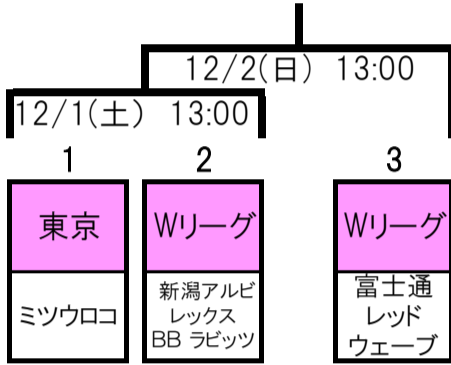 12/2(日) 13:00
12/1(土) 13:00
1 2 3
東京 Wリーグ Wリーグ
ミツウロコ
新潟アルビ
レックス
BB ラビッツ
富士通
レッド
ウェーブ